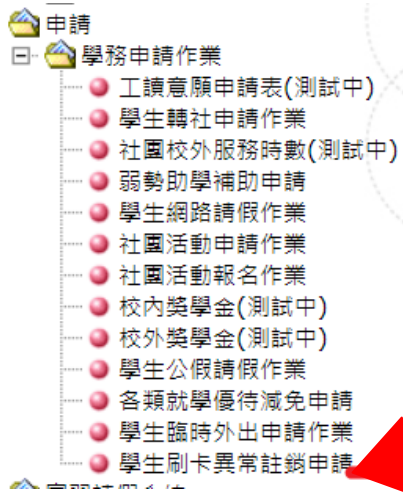 申請
學務申請作業
工讀意願申請表(測試中)
學生轉社申請作業
社團校外服務時數(測試中)
弱勢助學補助申請
學生網路請假作業
社團活動申請作業
社團活動報名作業
校內獎學金(測試中)
校外獎學金(測試中)
學生公假請假作業
各類就學優待減免申請
學生臨時外出申請作業
學生刷卡異常註銷申請